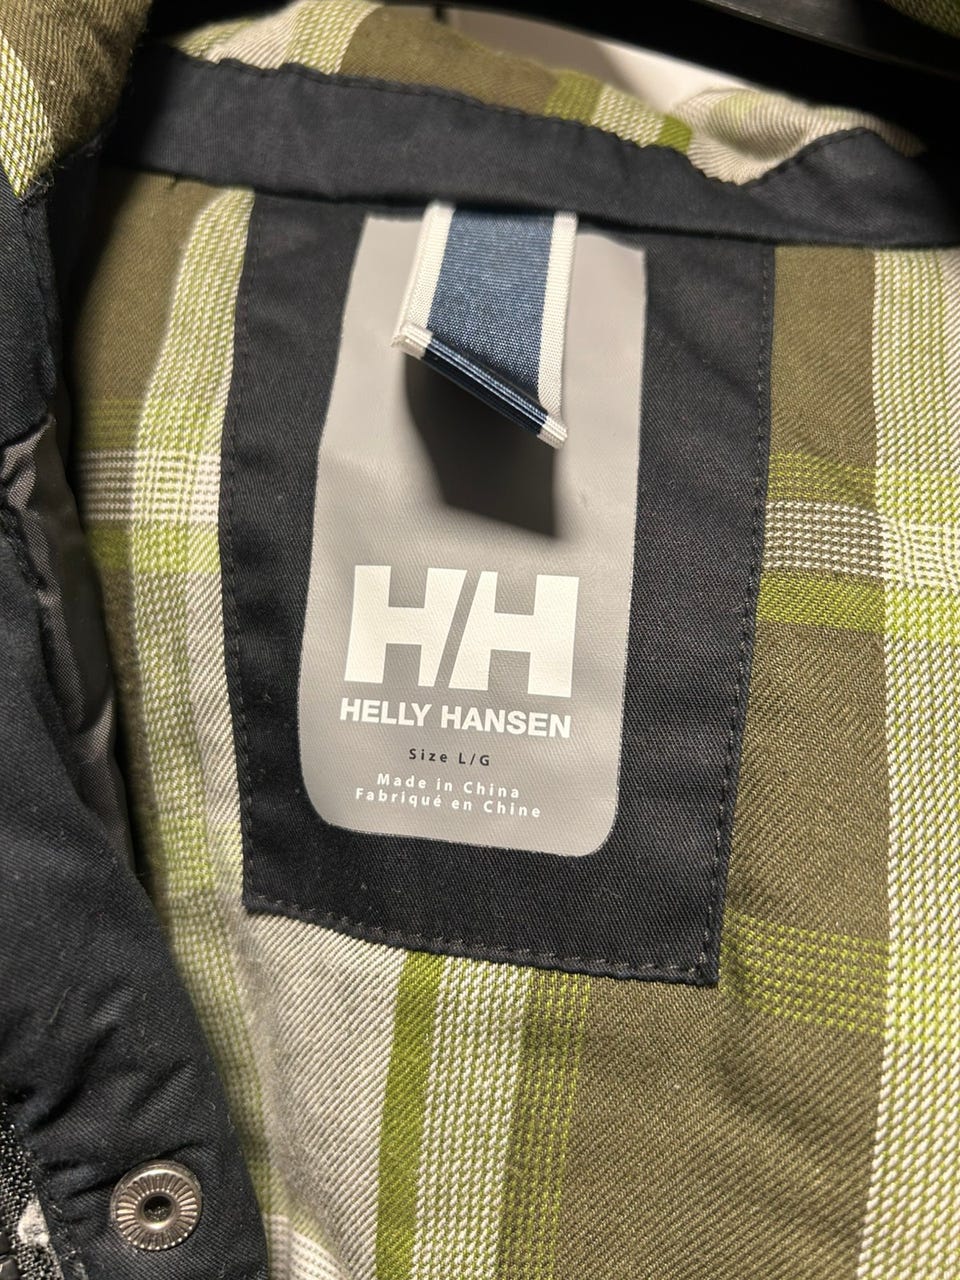 HH
HELLY HANSEN
Size L/G
Made in China
Fabriqué en Chine